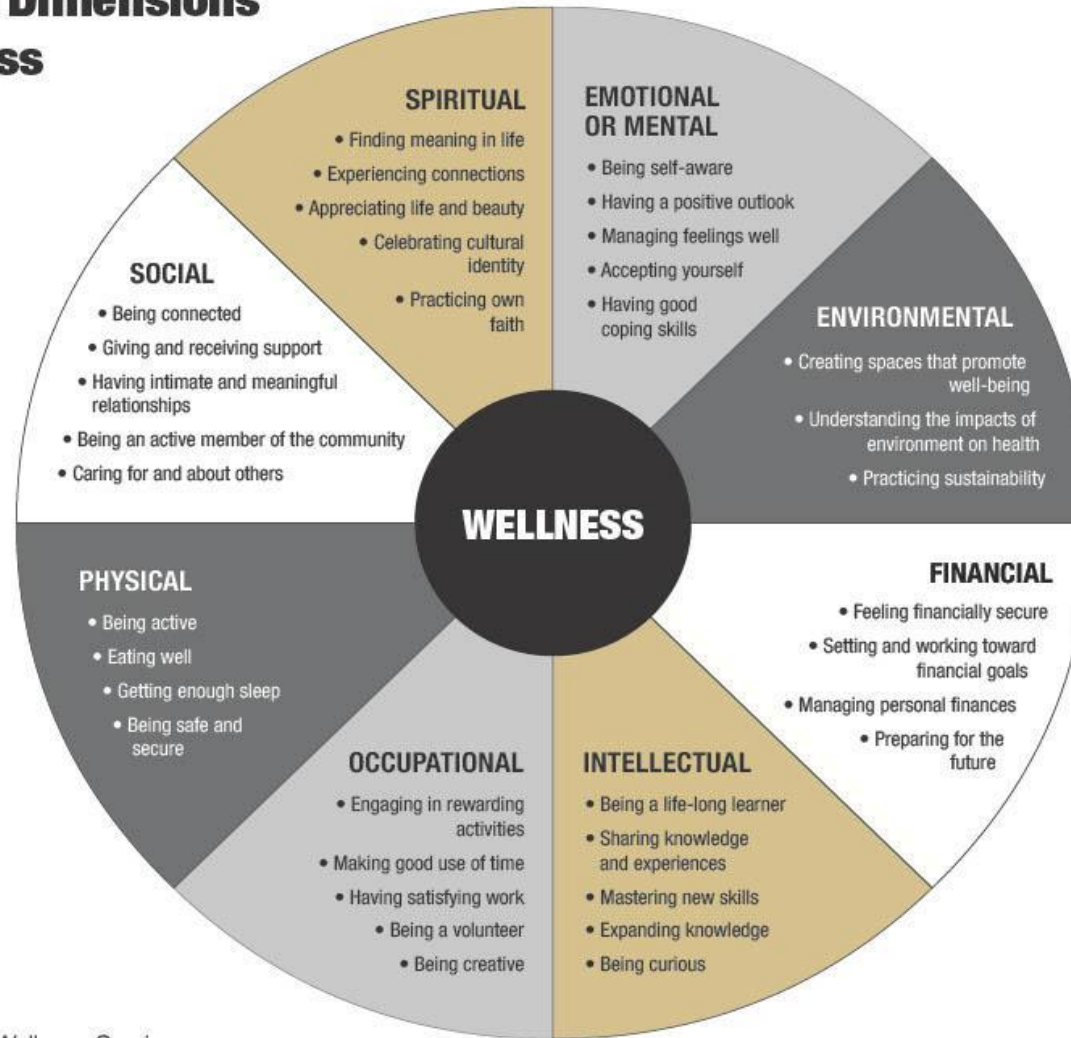 Dimensions
ss
SPIRITUAL
• Finding meaning in life
• Experiencing connections
• Appreciating life and beauty
• Celebrating cultural
identity
• Practicing own
faith
EMOTIONAL
OR MENTAL
• Being self-aware
• Having a positive outlook
• Managing feelings well
• Accepting yourself
• Having good
coping skills
ENVIRONMENTAL
• Creating spaces that promote
well-being
• Understanding the impacts of
environment on health
• Practicing sustainability
FINANCIAL
• Feeling financially secure
• Setting and working toward
financial goals
• Managing personal finances
• Preparing for the
future
INTELLECTUAL
• Being a life-long learner
• Sharing knowledge
and experiences
• Mastering new skills
• Expanding knowledge
• Being curious
OCCUPATIONAL
• Engaging in rewarding
activities
• Making good use of time
• Having satisfying work
• Being a volunteer
• Being creative
PHYSICAL
• Being active
• Eating well
• Getting enough sleep
• Being safe and
secure
SOCIAL
• Being connected
• Giving and receiving support
• Having intimate and meaningful
relationships
• Being an active member of the community
• Caring for and about others
WELLNESS